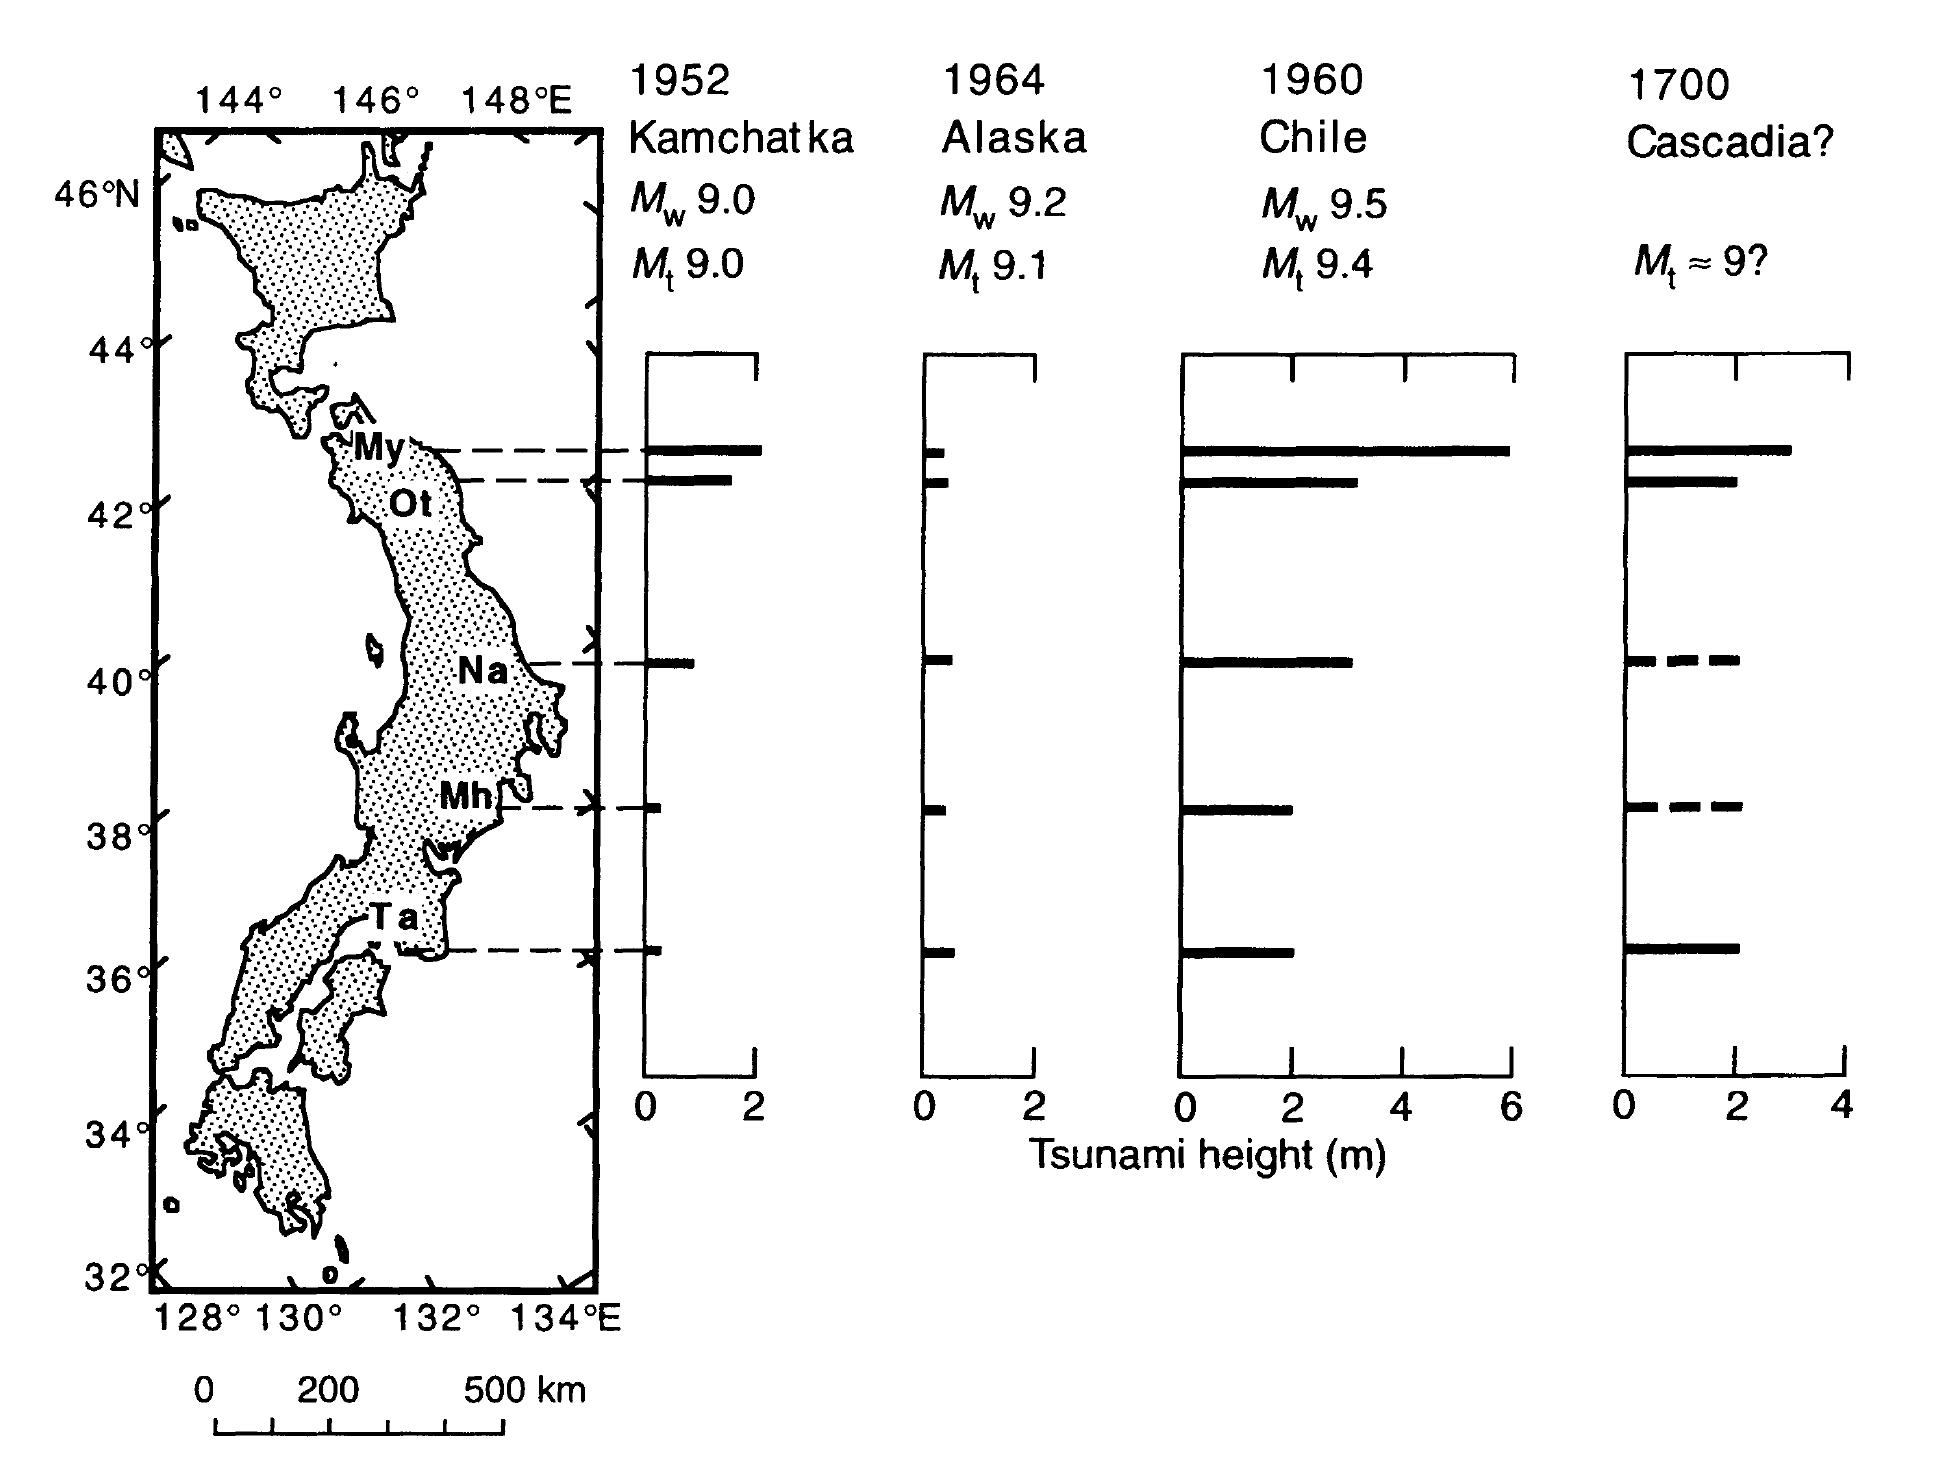 144° 146° 148°E
46°N
44°
42°
40°
38°
36°
34°
32°
128° 130° 132° 134°E
My
Ot
Na
Mh
Ta
0 200 500 km
1952
Kamchatka
Mw 9.0
Mt 9.0
1964
Alaska
Mw 9.2
Mt 9.1
1960
Chile
Mw 9.5
Mt 9.4
1700
Cascadia?
Mt ≈ 9?
0 2
0 2
0 2 4 6
0 2 4
Tsunami height (m)